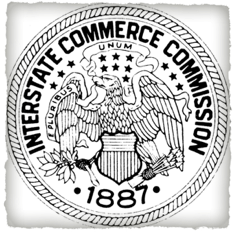 INTERSTATE COMMERCE COMMISSION
E PLURIBUS
UNUM
· 1887 ·